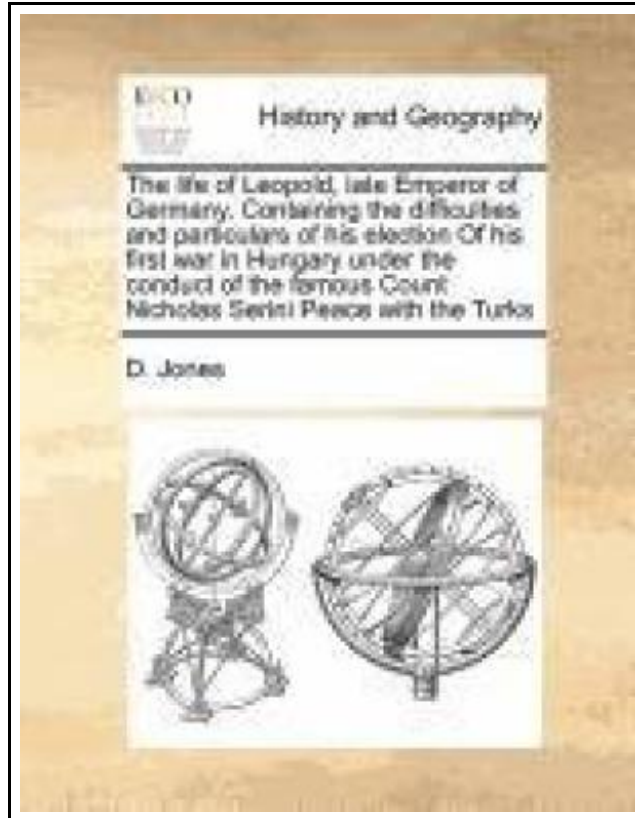 ECCO
History and Geography
The life of Leopold, late Emperor of
Germany. Containing the difficulties
and particulars of his election Of his
first war in Hungary under the
conduct of the famous Count
Nicholas Serini Peace with the Turks
D. Jones